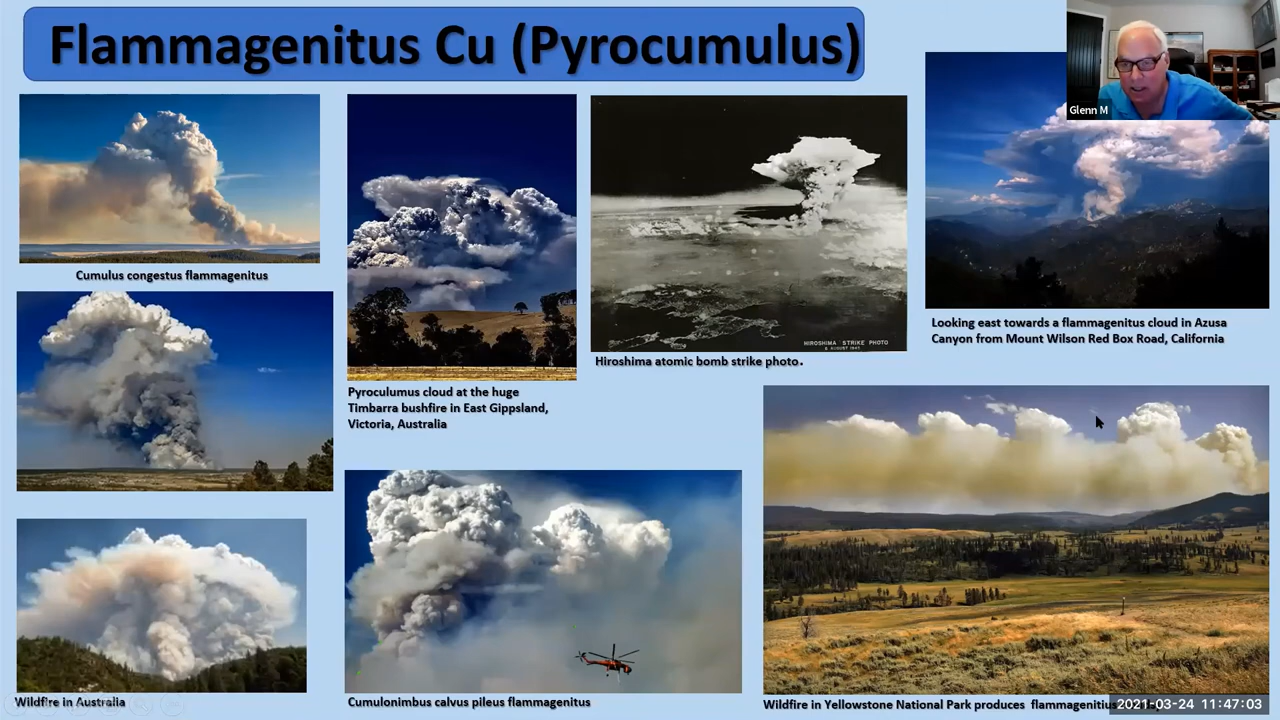 Flammagenitus Cu (Pyrocumulus)
Glenn M
Cumulus congestus flammagenitus
HIROSHIMA STRIKE PHOTO
Hiroshima atomic bomb strike photo.
Looking east towards a flammagenitus cloud in Azusa
Canyon from Mount Wilson Red Box Road, California
Pyroculumus cloud at the huge
Timbarra bushfire in East Gippsland,
Victoria, Australia
Wildfire in Australia
Cumulonimbus calvus pileus flammagenitus
Wildfire in Yellowstone National Park produces flammagenitius
2021-03-24 11:47:03